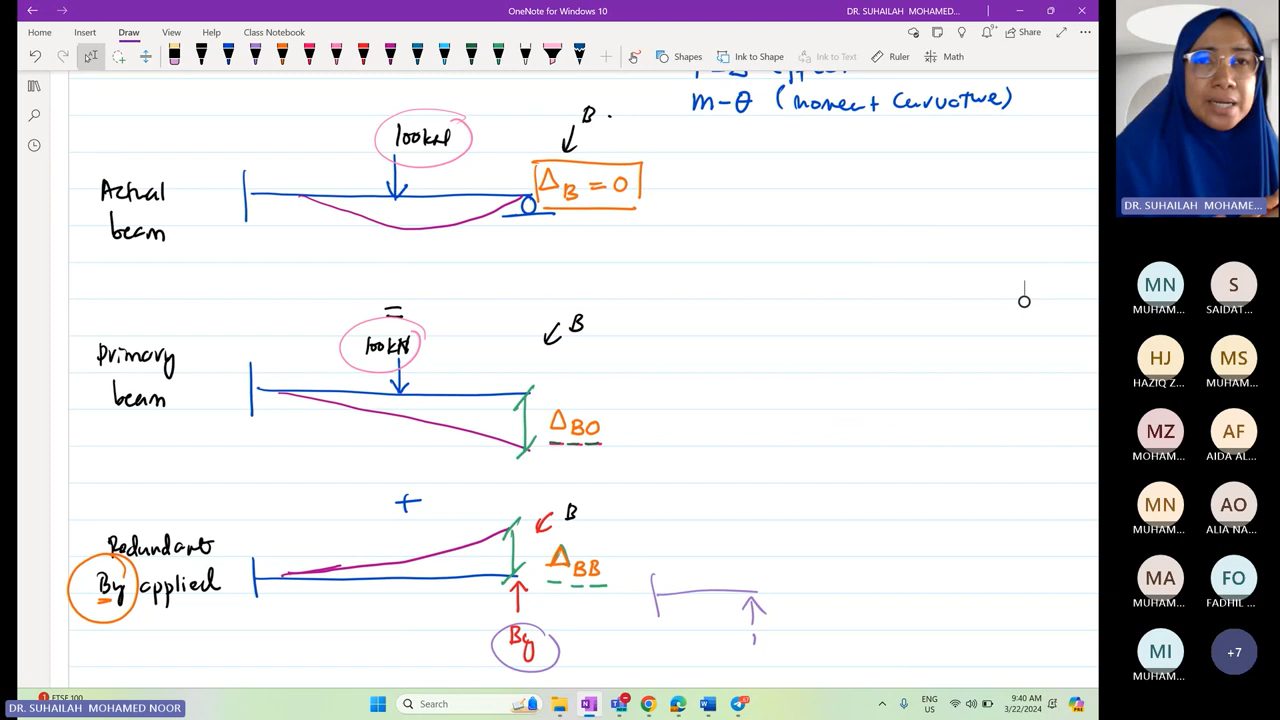 OneNote for Windows 10
DR. SUHAILAH MOHAMED...
Home
Insert
Draw
View
Help
Class Notebook
Share
Shapes
Ink to Shape
Ink to Text
Ruler
Math
m-θ (moment curvature)
100kN
B
Actual
beam
ΔB = 0
=
100kN
B
Primary
beam
ΔBO
+
Redundant
By applied
B
ΔBB
By
1
DR. SUHAILAH MOHAME...
MN
MUHAM...
S
SAIDAT...
HJ
HAZIQ Z...
MS
MUHAM...
MZ
MOHAM...
AF
AIDA AL...
MN
MUHAM...
AO
ALIA NA...
MA
MUHAM...
FO
FADHIL ...
MI
MUHAM...
+7
FTSE 100
DR. SUHAILAH MOHAMED NOOR
Search
ENG
US
9:40 AM
3/22/2024